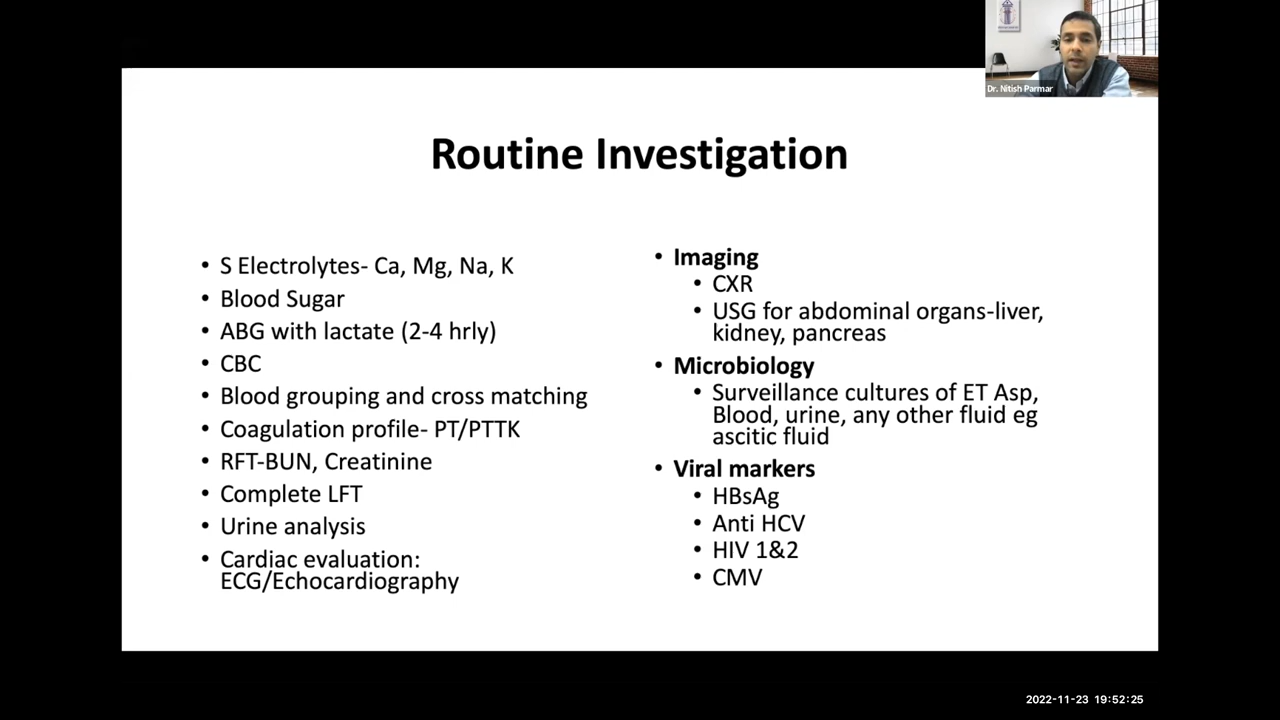 Dr. Nitish Parmar
Routine Investigation
• S Electrolytes- Ca, Mg, Na, K
• Blood Sugar
• ABG with lactate (2-4 hrly)
• CBC
• Blood grouping and cross matching
• Coagulation profile- PT/PTTK
• RFT-BUN, Creatinine
• Complete LFT
• Urine analysis
• Cardiac evaluation:
ECG/Echocardiography
• Imaging
• CXR
• USG for abdominal organs-liver,
kidney, pancreas
• Microbiology
• Surveillance cultures of ET Asp,
Blood, urine, any other fluid eg
ascitic fluid
• Viral markers
• HBsAg
• Anti HCV
• HIV 1&2
• CMV
2022-11-23 19:52:25